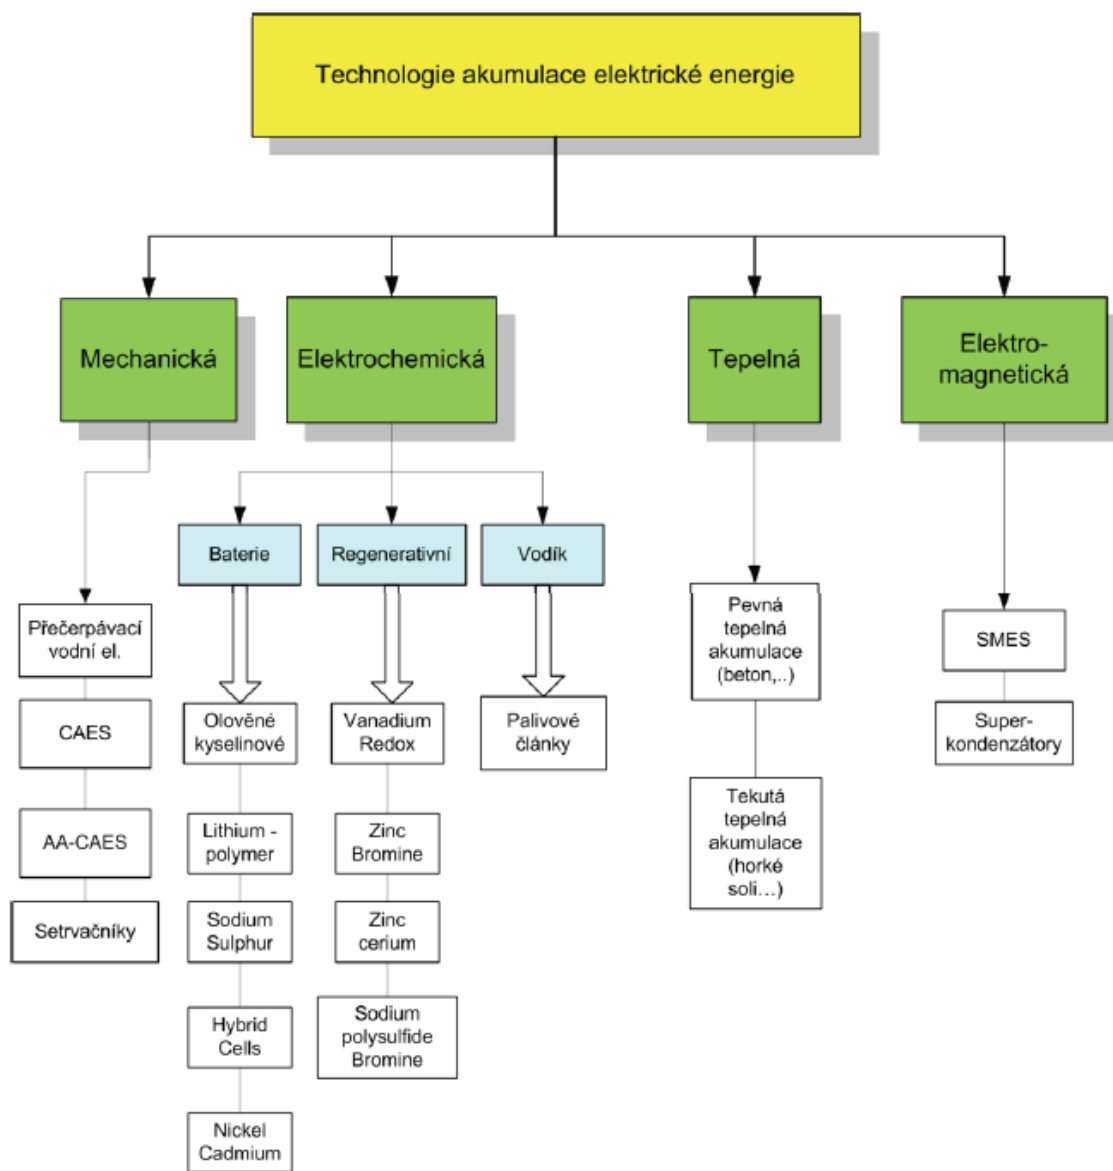 Technologie akumulace elektrické energie
Mechanická
Elektrochemická
Tepelná
Elektro-
magnetická
Baterie
Regenerativní
Vodík
Přečerpávací
vodní el.
CAES
AA-CAES
Setrvačníky
Olověné
kyselinové
Lithium -
polymer
Sodium
Sulphur
Hybrid
Cells
Nickel
Cadmium
Vanadium
Redox
Zinc
Bromine
Zinc
cerium
Sodium
polysulfide
Bromine
Palivové
články
Pevná
tepelná
akumulace
(beton,..)
Tekutá
tepelná
akumulace
(horké
soli...)
SMES
Super-
kondenzátory